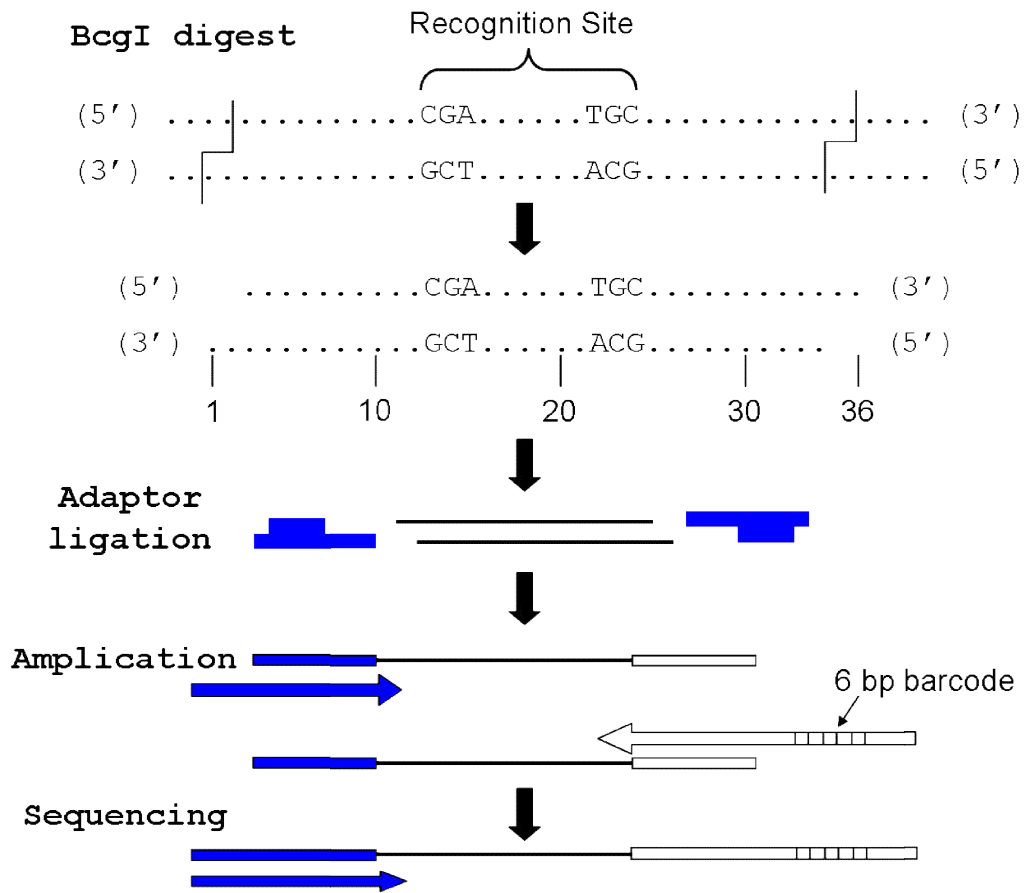 BcgI digest
Recognition Site
(5') ..............CGA......TGC................ (3')
(3') ..............GCT......ACG................ (5')
(5') ..........CGA......TGC............ (3')
(3') ............GCT......ACG.......... (5')
1 10 20 30 36
Adaptor
ligation
Amplication
6 bp barcode
Sequencing